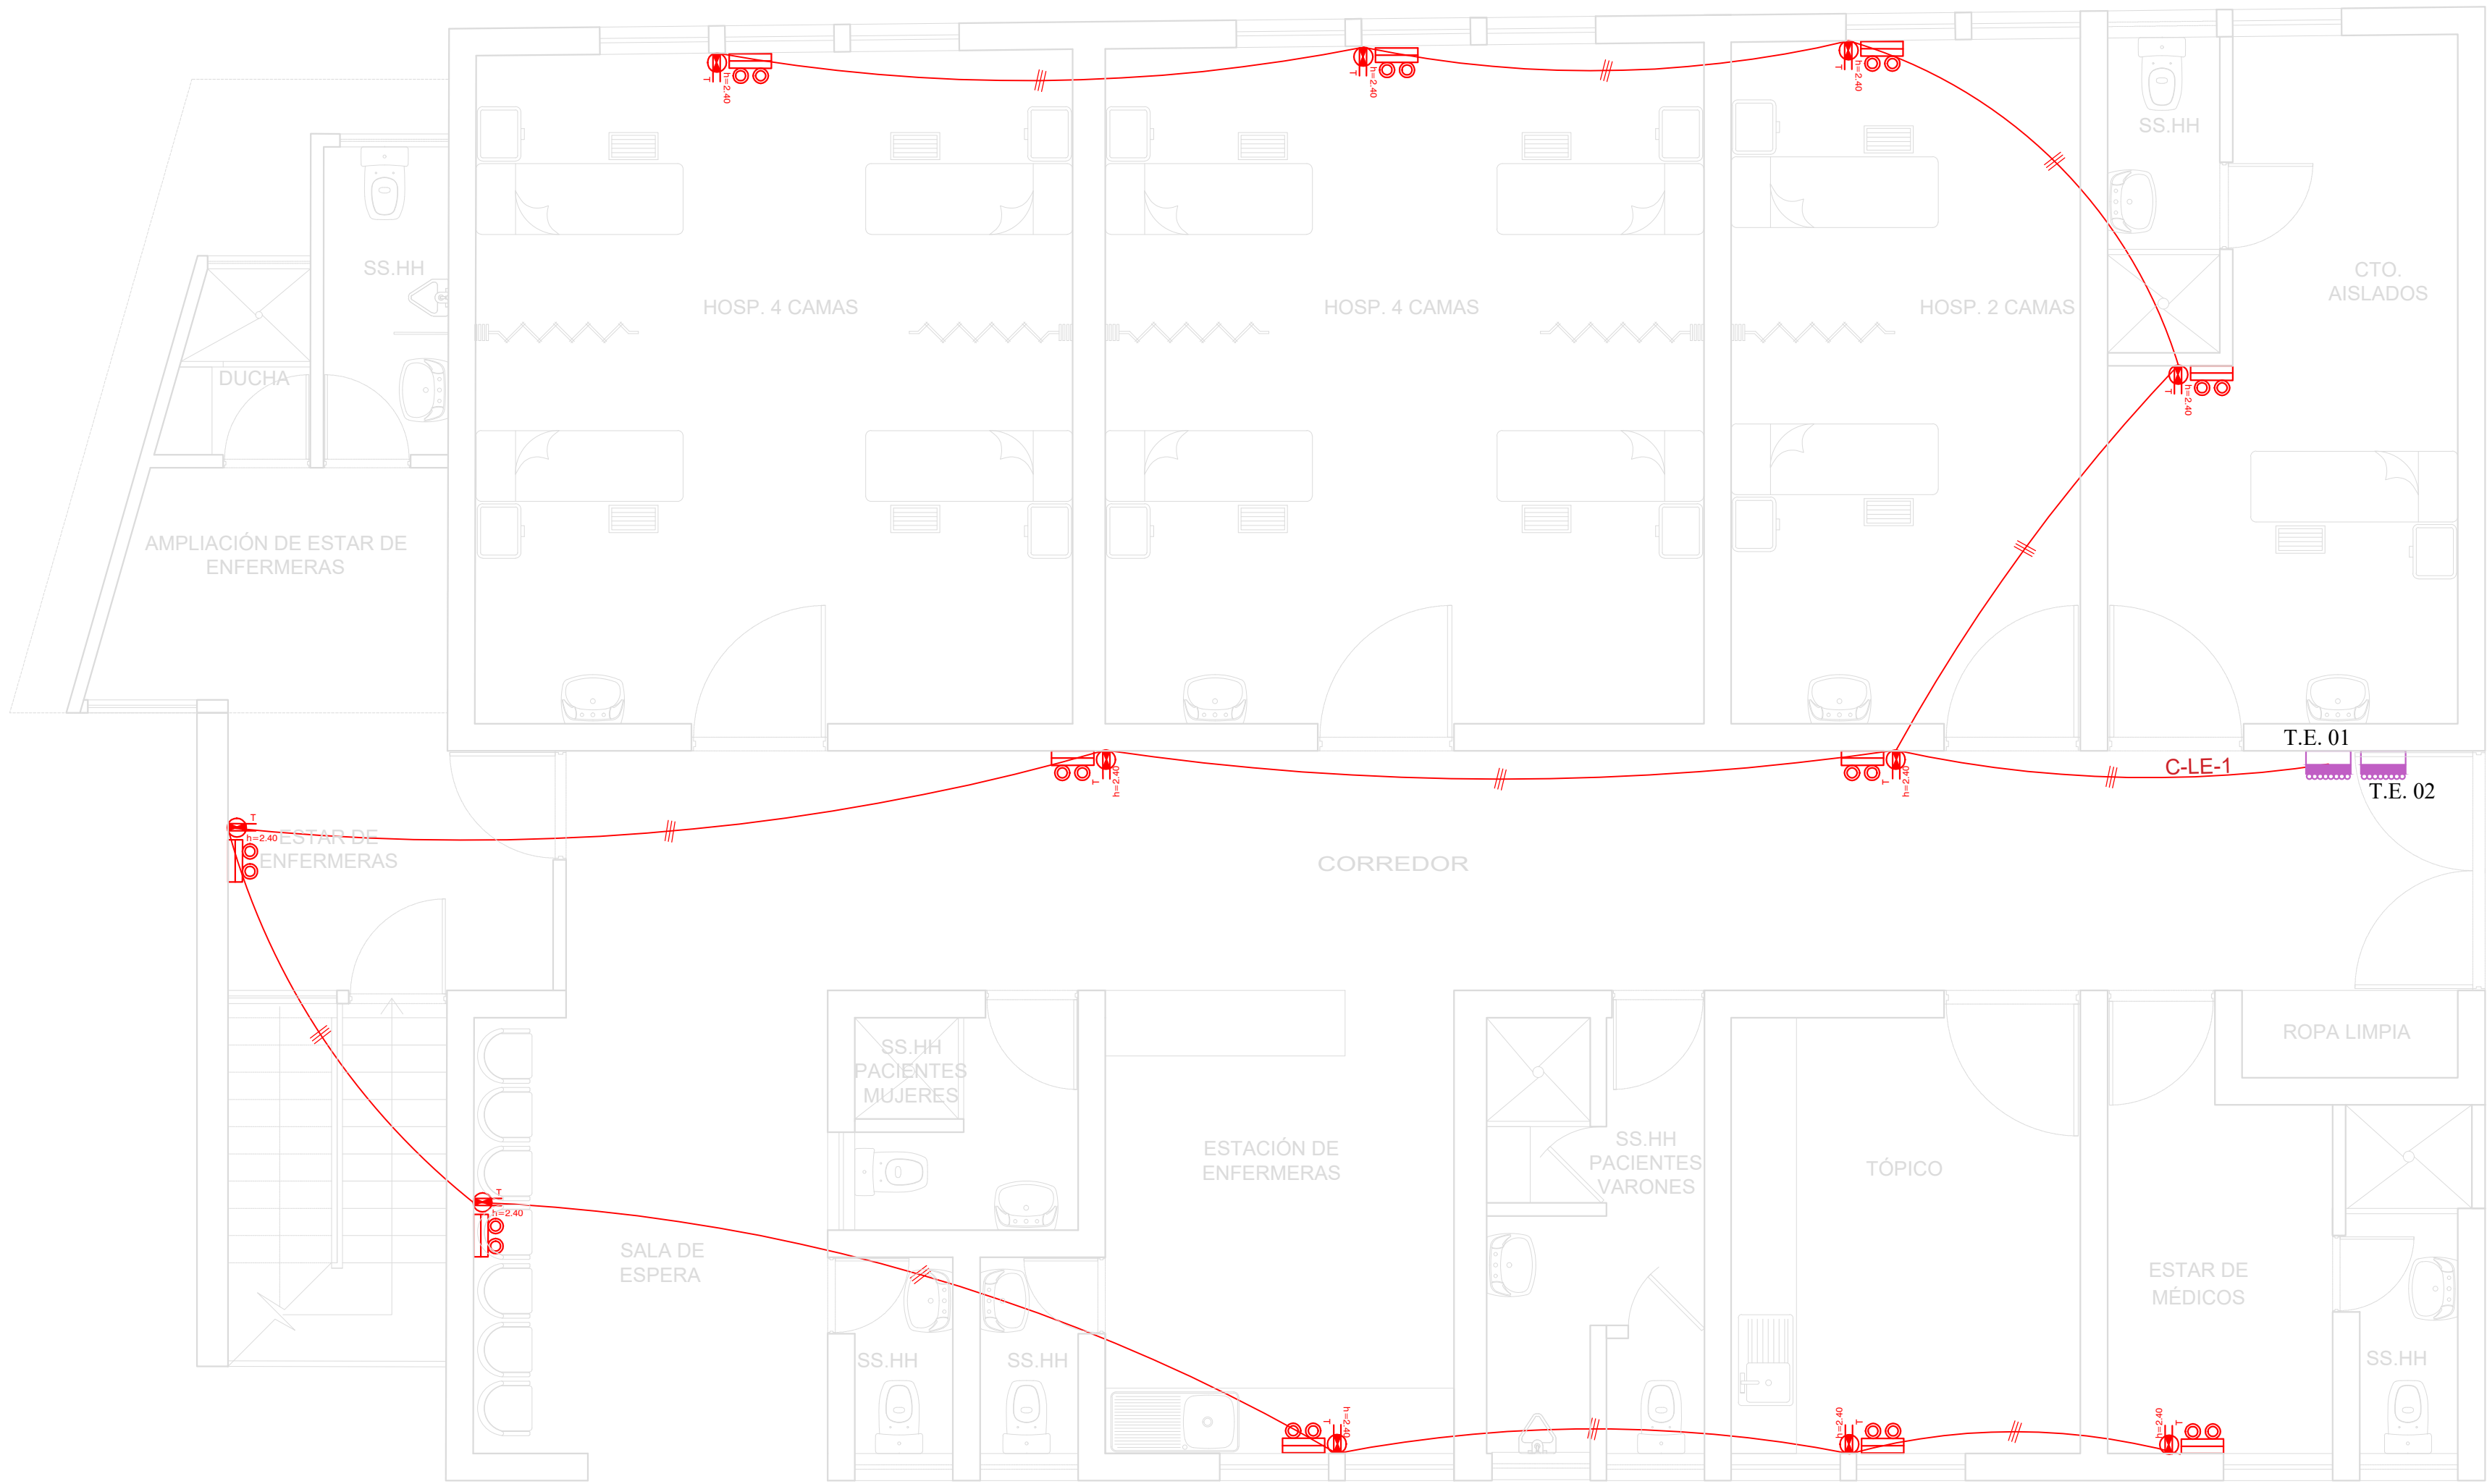 T
h=2.40
T
h=2.40
T
h=2.40
SS.HH
SS.HH
HOSP. 4 CAMAS
HOSP. 4 CAMAS
HOSP. 2 CAMAS
CTO.
AISLADOS
DUCHA
T
h=2.40
AMPLIACIÓN DE ESTAR DE
ENFERMERAS
T.E. 01
C-LE-1
T.E. 02
T
h=2.40
T
h=2.40
T
h=2.40
ESTAR DE
ENFERMERAS
CORREDOR
ROPA LIMPIA
SS.HH
PACIENTES
MUJERES
ESTACIÓN DE
ENFERMERAS
SS.HH
PACIENTES
VARONES
TÓPICO
T
h=2.40
SALA DE
ESPERA
ESTAR DE
MÉDICOS
SS.HH
SS.HH
SS.HH
T
h=2.40
h=2.40
T
h=2.40
T